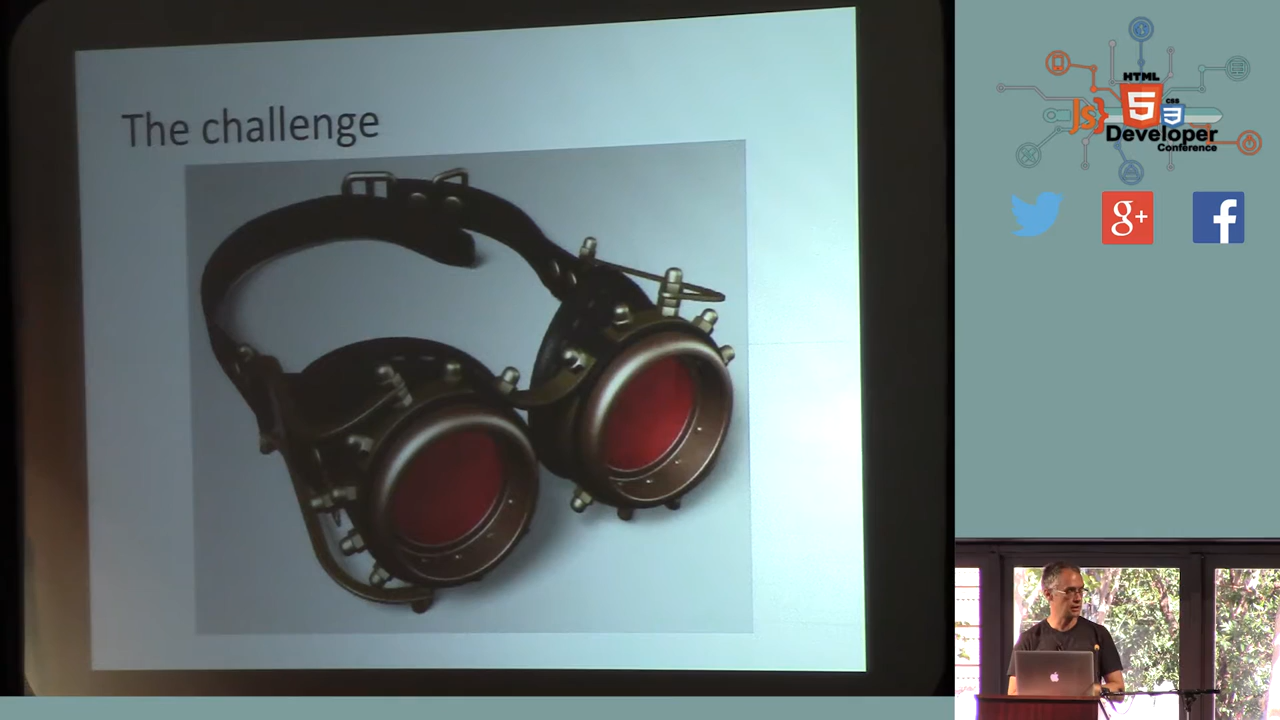 The challenge
HTML
5
CSS
3
JS}
Developer
Conference
g+
f